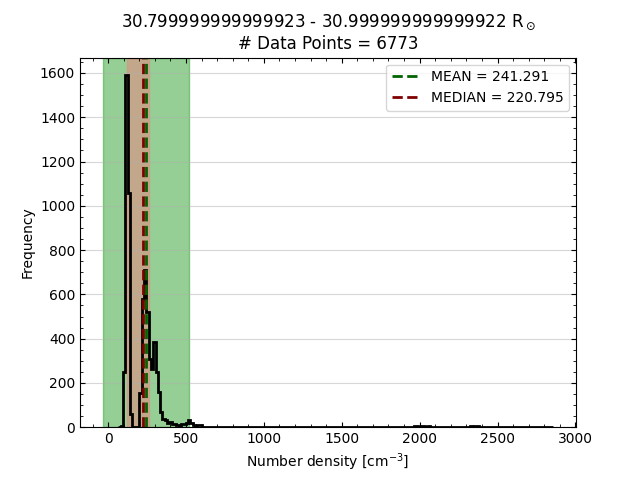 30.799999999999923 - 30.999999999999922 R⊙
# Data Points = 6773
MEAN = 241.291
MEDIAN = 220.795
Frequency
1600
1400
1200
1000
800
600
400
200
0
0 500 1000 1500 2000 2500 3000
Number density [cm⁻³]